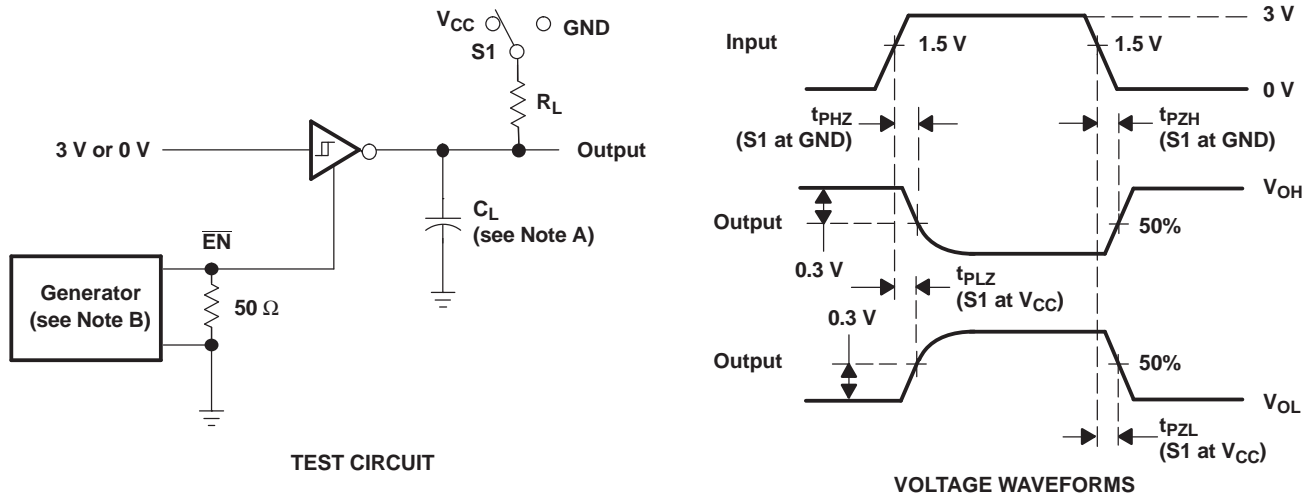 VCC
GND
S1
RL
3 V or 0 V
Output
CL
(see Note A)
EN
Generator
(see Note B)
50 Ω
TEST CIRCUIT
3 V
Input
1.5 V
1.5 V
0 V
tPHZ
(S1 at GND)
tPZH
(S1 at GND)
VOH
Output
50%
0.3 V
tPLZ
(S1 at VCC)
0.3 V
Output
50%
VOL
tPZL
(S1 at VCC)
VOLTAGE WAVEFORMS